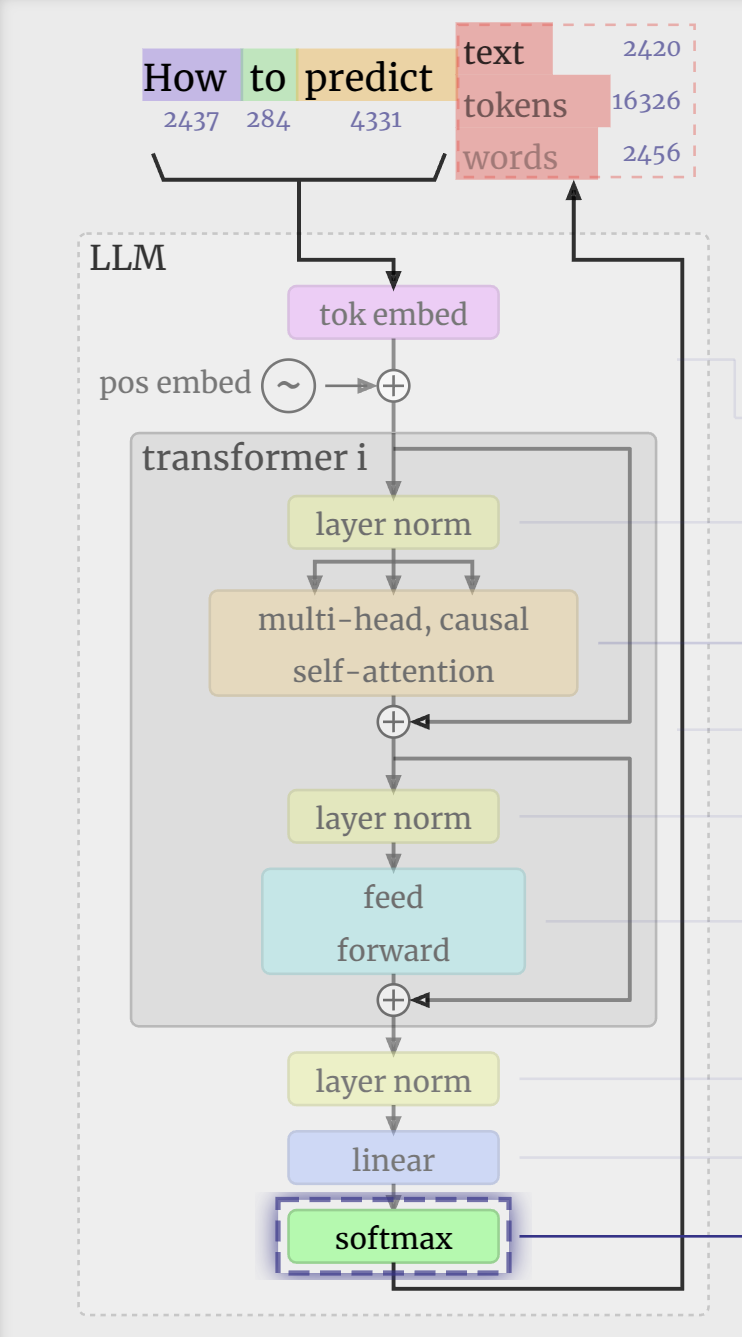 How to predict
2437 284 4331
text 2420
tokens 16326
words 2456
LLM
tok embed
pos embed ~
transformer i
layer norm
multi-head, causal
self-attention
layer norm
feed
forward
layer norm
linear
softmax